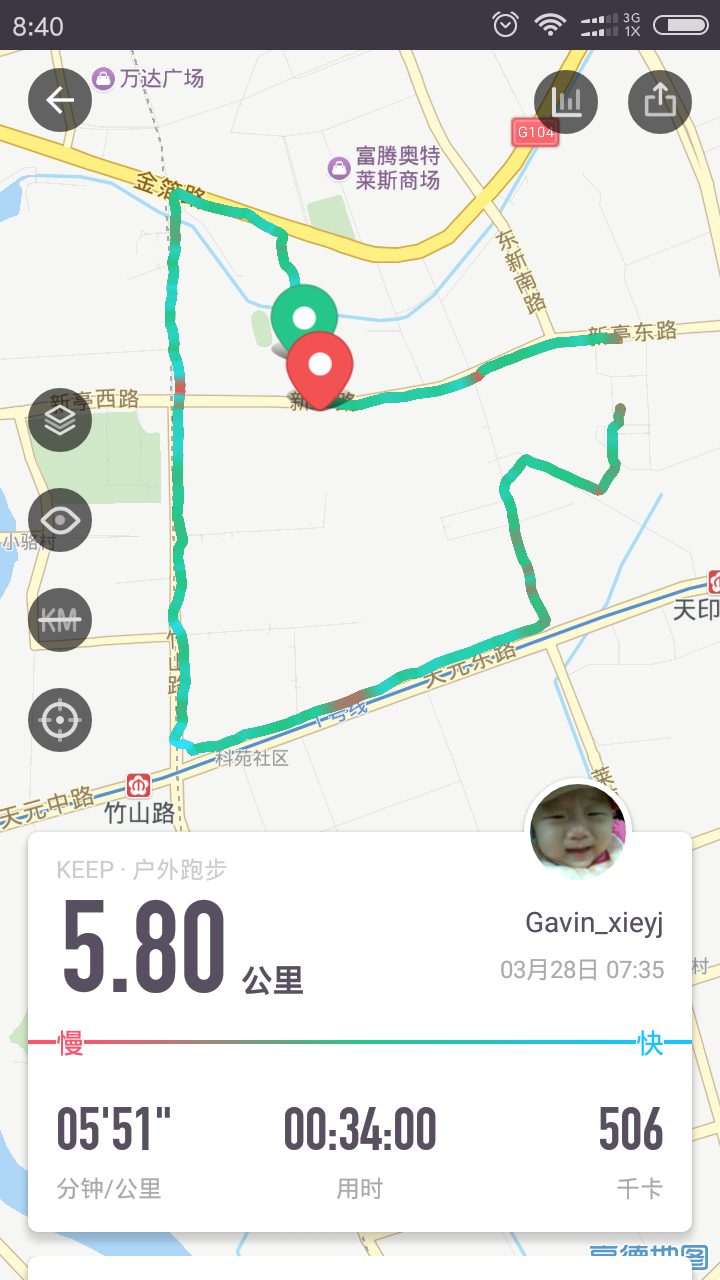 8:40
3G
1X
万达广场
G104
富腾奥特
莱斯商场
金箔路
东新南路
新亭东路
新亭西路
小骆村
KM
天印
竹山路
天元东路
1号线
科苑社区
天元中路
竹山路
莱
KEEP · 户外跑步
5.80 公里
Gavin_xieyj
03月28日 07:35
村
慢
快
05'51"
00:34:00
506
分钟/公里
用时
千卡
高德地图